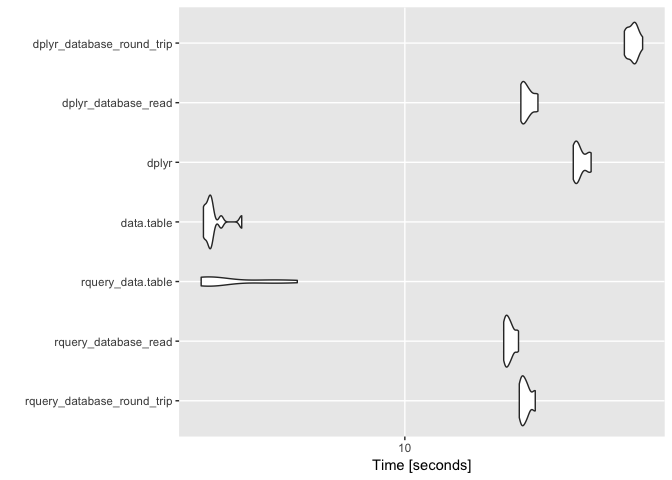 dplyr_database_round_trip
dplyr_database_read
dplyr
data.table
rquery_data.table
rquery_database_read
rquery_database_round_trip
10
Time [seconds]